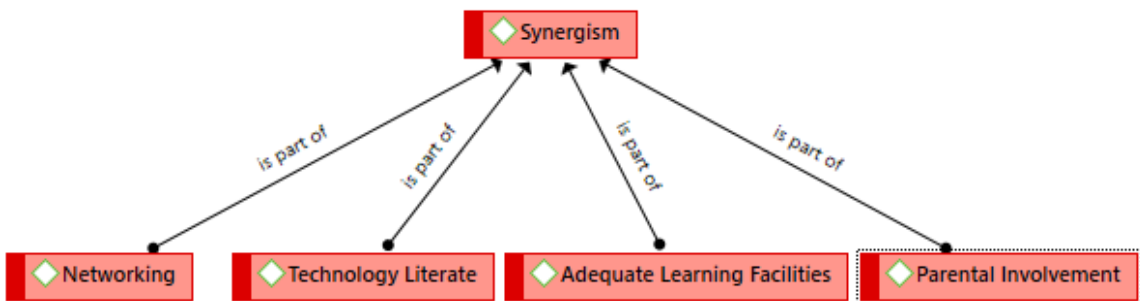 Synergism
is part of
is part of
is part of
is part of
Networking
Technology Literate
Adequate Learning Facilities
Parental Involvement